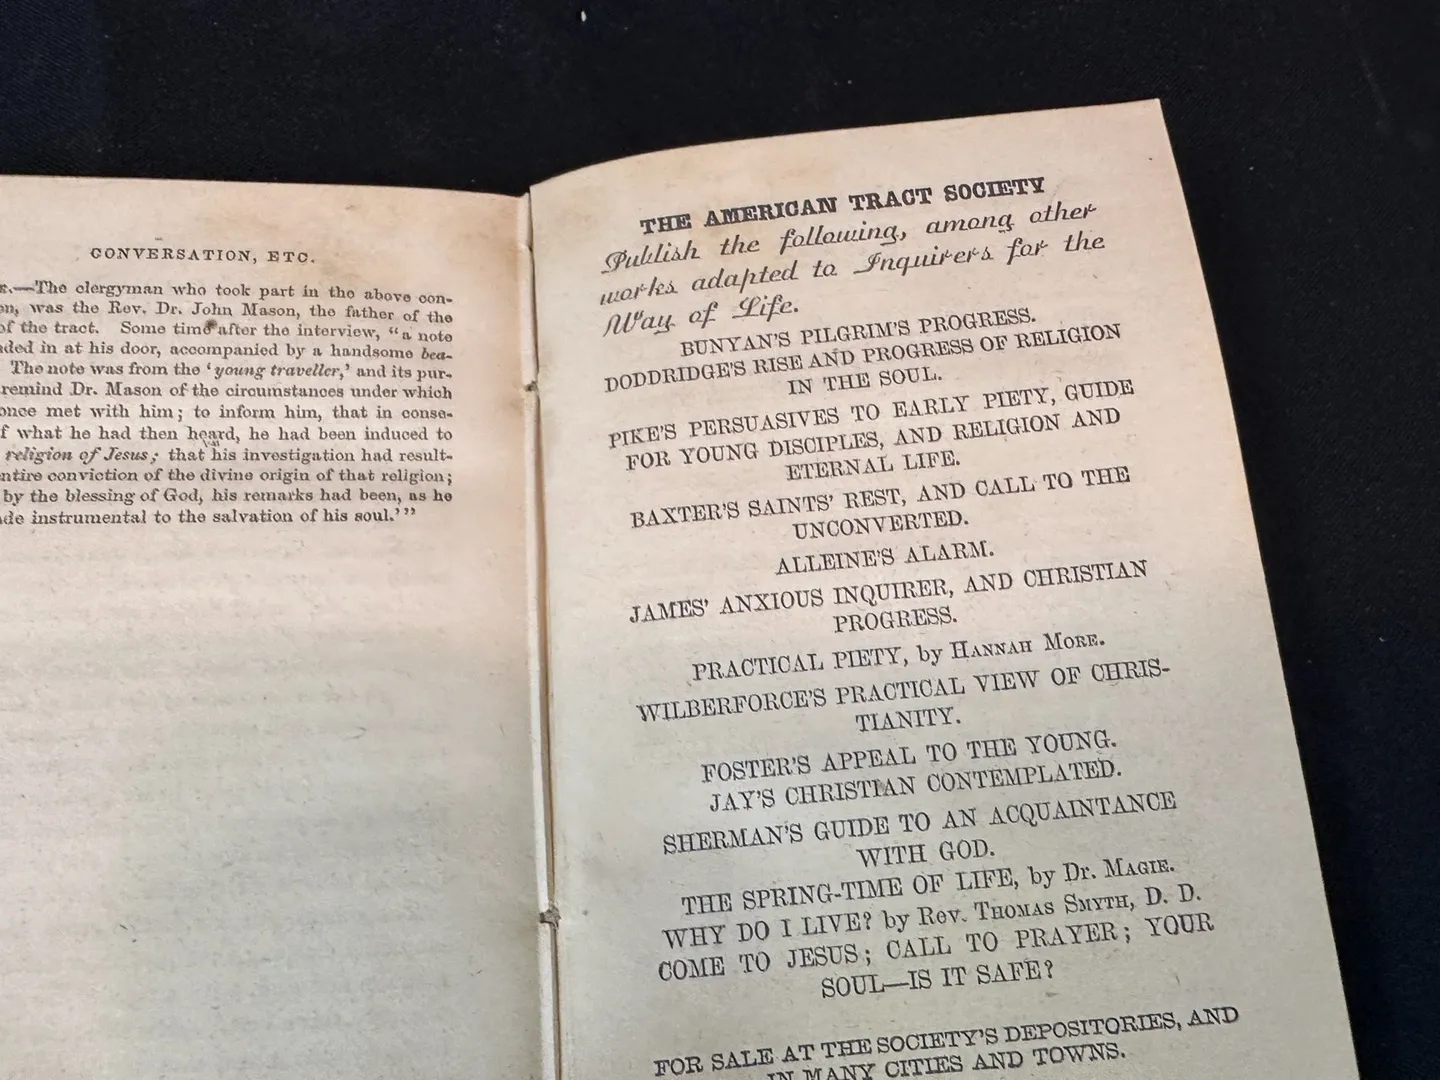 CONVERSATION, ETC.
The clergyman who took part in the above con-
was the Rev. Dr. John Mason, the father of the
of the tract. Some time after the interview, "a note
in at his door, accompanied by a handsome bea-
The note was from the 'young traveller,' and its pur-
remind Dr. Mason of the circumstances under which
once met with him; to inform him, that in conse-
what he had then heard, he had been induced to
religion of Jesus; that his investigation had result-
conviction of the divine origin of that religion;
by the blessing of God, his remarks had been, as he
instrumental to the salvation of his soul.'"
THE AMERICAN TRACT SOCIETY
Publish the following, among other
works adapted to Inquirers for the
Way of Life.
BUNYAN'S PILGRIM'S PROGRESS.
DODDRIDGE'S RISE AND PROGRESS OF RELIGION
IN THE SOUL.
PIKE'S PERSUASIVES TO EARLY PIETY, GUIDE
FOR YOUNG DISCIPLES, AND RELIGION AND
ETERNAL LIFE.
BAXTER'S SAINTS' REST, AND CALL TO THE
UNCONVERTED.
ALLEINE'S ALARM.
JAMES' ANXIOUS INQUIRER, AND CHRISTIAN
PROGRESS.
PRACTICAL PIETY, by HANNAH MORE.
WILBERFORCE'S PRACTICAL VIEW OF CHRIS-
TIANITY.
FOSTER'S APPEAL TO THE YOUNG.
JAY'S CHRISTIAN CONTEMPLATED.
SHERMAN'S GUIDE TO AN ACQUAINTANCE
WITH GOD.
THE SPRING-TIME OF LIFE, by Dr. MAGIE.
WHY DO I LIVE? by Rev. THOMAS SMYTH, D. D.
COME TO JESUS; CALL TO PRAYER; YOUR
SOUL—IS IT SAFE?
FOR SALE AT THE SOCIETY'S DEPOSITORIES, AND
IN MANY CITIES AND TOWNS.